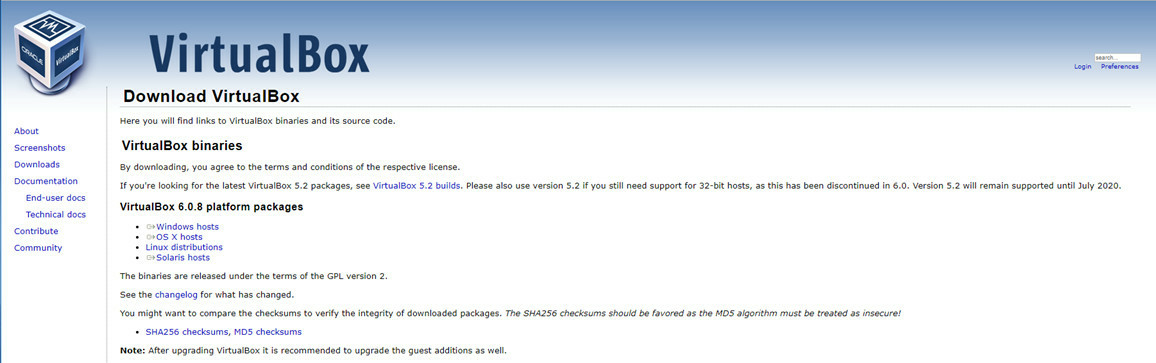 VM
ORACLE
VirtualBox
VirtualBox
search...
Login Preferences
About
Screenshots
Downloads
Documentation
End-user docs
Technical docs
Contribute
Community
Download VirtualBox
Here you will find links to VirtualBox binaries and its source code.
VirtualBox binaries
By downloading, you agree to the terms and conditions of the respective license.
If you're looking for the latest VirtualBox 5.2 packages, see VirtualBox 5.2 builds. Please also use version 5.2 if you still need support for 32-bit hosts, as this has been discontinued in 6.0. Version 5.2 will remain supported until July 2020.
VirtualBox 6.0.8 platform packages
• Windows hosts
• OS X hosts
• Linux distributions
• Solaris hosts
The binaries are released under the terms of the GPL version 2.
See the changelog for what has changed.
You might want to compare the checksums to verify the integrity of downloaded packages. The SHA256 checksums should be favored as the MD5 algorithm must be treated as insecure!
• SHA256 checksums, MD5 checksums
Note: After upgrading VirtualBox it is recommended to upgrade the guest additions as well.